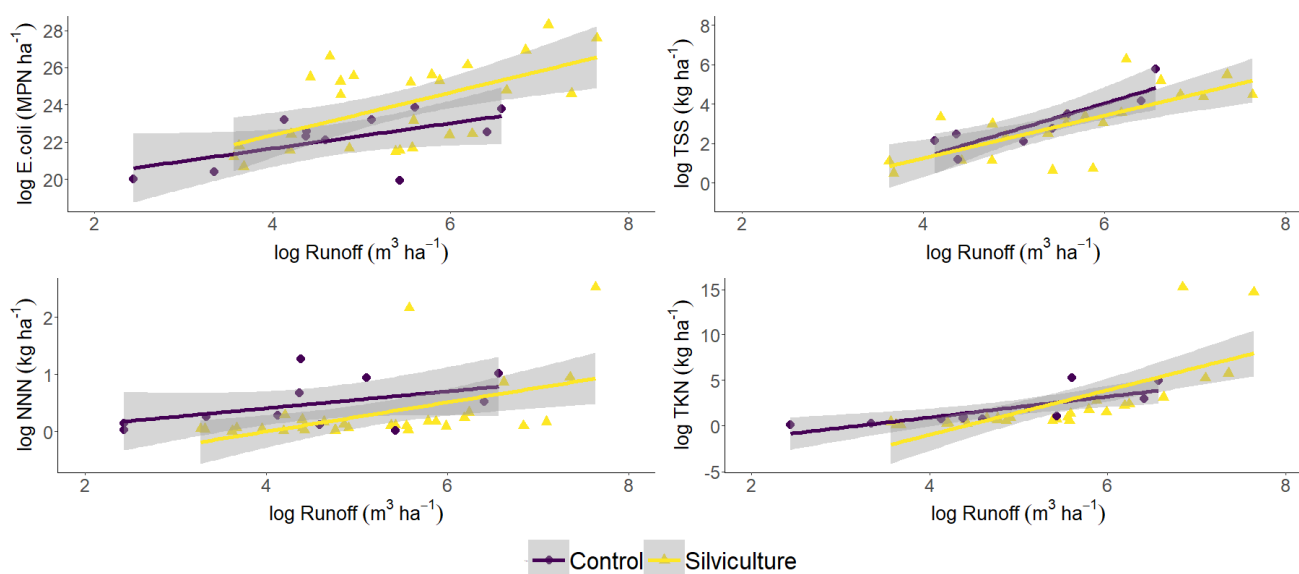 log E.coli (MPN ha⁻¹)
28
26
24
22
20
2 4 6 8
log Runoff (m³ ha⁻¹)
log TSS (kg ha⁻¹)
8
6
4
2
0
2 4 6 8
log Runoff (m³ ha⁻¹)
log NNN (kg ha⁻¹)
2
1
0
2 4 6 8
log Runoff (m³ ha⁻¹)
log TKN (kg ha⁻¹)
15
10
5
0
-5
2 4 6 8
log Runoff (m³ ha⁻¹)
Control Silviculture